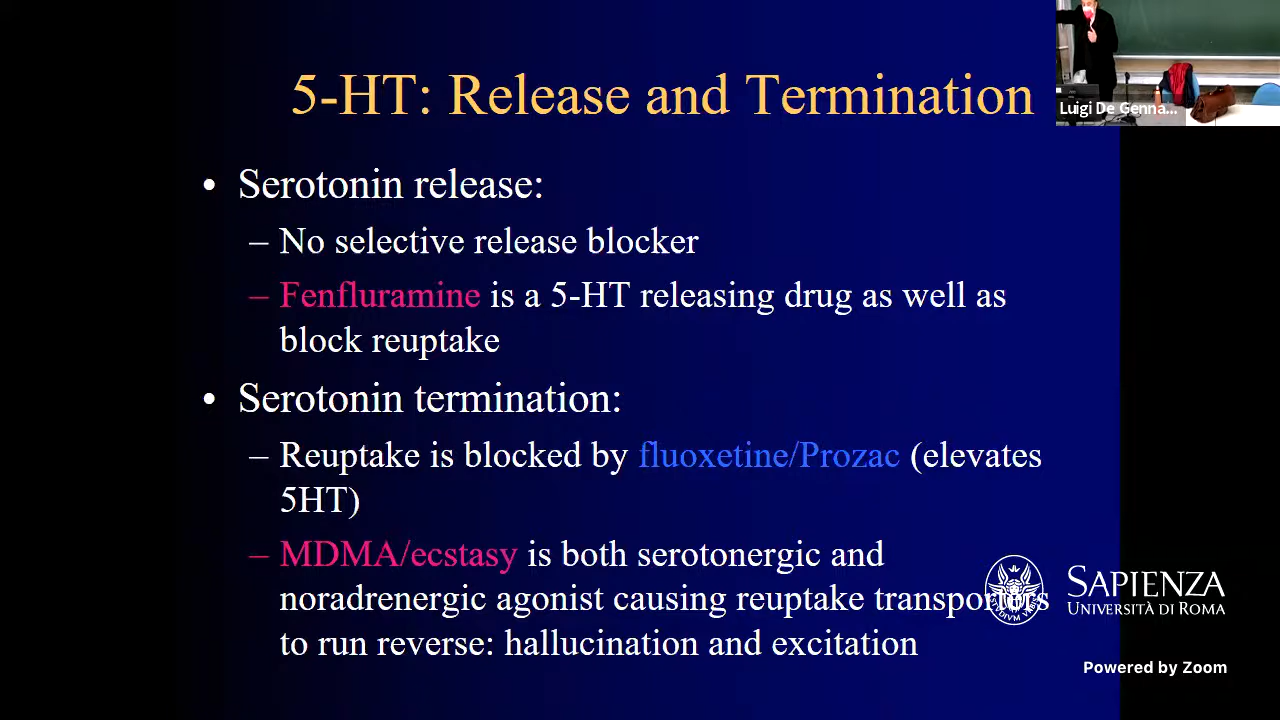 5-HT: Release and Termination
Luigi De Genna...
• Serotonin release:
– No selective release blocker
– Fenfluramine is a 5-HT releasing drug as well as
block reuptake
• Serotonin termination:
– Reuptake is blocked by fluoxetine/Prozac (elevates
5HT)
– MDMA/ecstasy is both serotonergic and
noradrenergic agonist causing reuptake transporters
to run reverse: hallucination and excitation
SAPIENZA
UNIVERSITÀ DI ROMA
Powered by Zoom